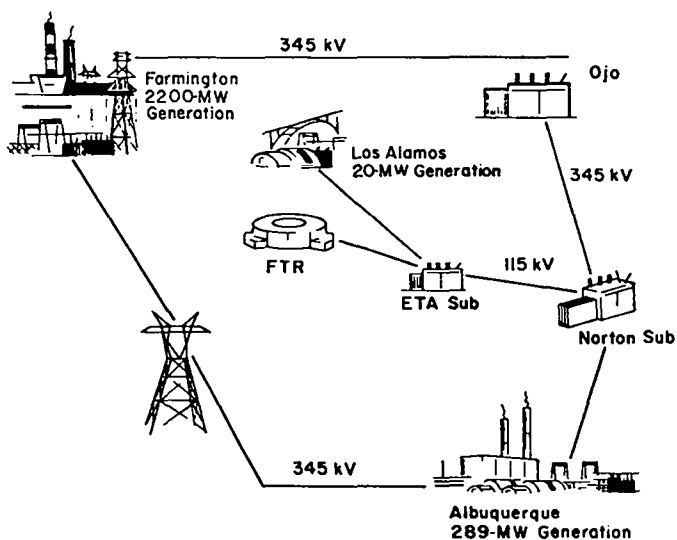 345 kV
Ojo
Farmington
2200-MW
Generation
Los Alamos
20-MW Generation
345 kV
FTR
115 kV
ETA Sub
Norton Sub
345 kV
Albuquerque
289-MW Generation